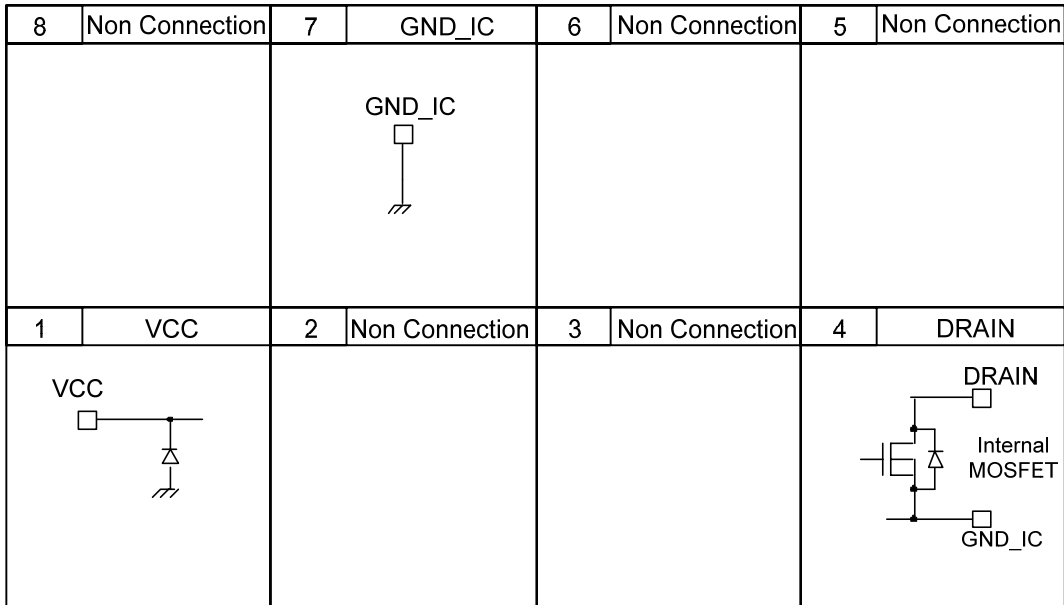 8 Non Connection 7 GND_IC 6 Non Connection 5 Non Connection
GND_IC
1 VCC 2 Non Connection 3 Non Connection 4 DRAIN
VCC
DRAIN
Internal
MOSFET
GND_IC